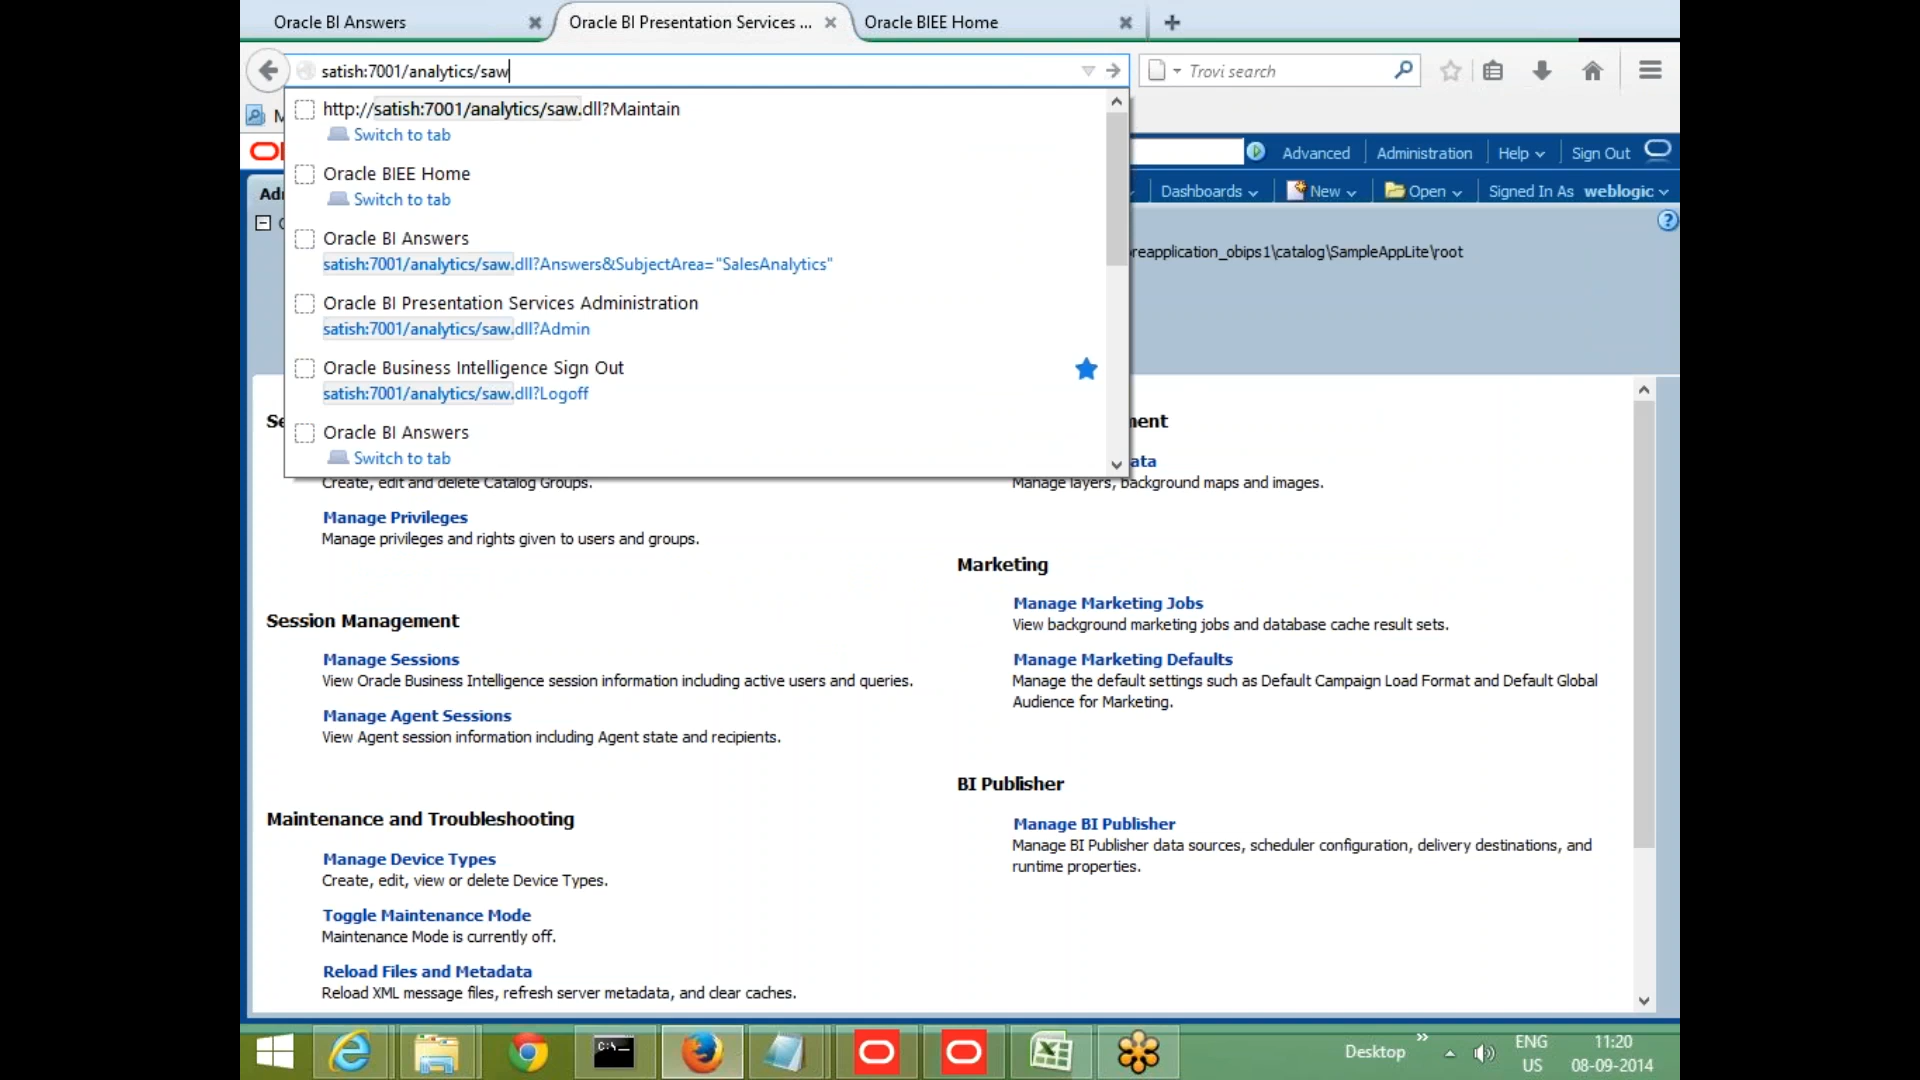 Oracle BI Answers
Oracle BI Presentation Services ...
Oracle BIEE Home
satish:7001/analytics/saw
Trovi search
http://satish:7001/analytics/saw.dll?Maintain
Switch to tab
Oracle BIEE Home
Switch to tab
Oracle BI Answers
satish:7001/analytics/saw.dll?Answers&SubjectArea="SalesAnalytics"
Oracle BI Presentation Services Administration
satish:7001/analytics/saw.dll?Admin
Oracle Business Intelligence Sign Out
satish:7001/analytics/saw.dll?Logoff
Oracle BI Answers
Switch to tab
Advanced Administration Help Sign Out
Dashboards New Open Signed In As weblogic
reapplication_obips1\catalog\SampleAppLite\root
Create, edit and delete Catalog Groups.
Manage Privileges
Manage privileges and rights given to users and groups.
Session Management
Manage Sessions
View Oracle Business Intelligence session information including active users and queries.
Manage Agent Sessions
View Agent session information including Agent state and recipients.
Maintenance and Troubleshooting
Manage Device Types
Create, edit, view or delete Device Types.
Toggle Maintenance Mode
Maintenance Mode is currently off.
Reload Files and Metadata
Reload XML message files, refresh server metadata, and clear caches.
ment
ata
Manage layers, background maps and images.
Marketing
Manage Marketing Jobs
View background marketing jobs and database cache result sets.
Manage Marketing Defaults
Manage the default settings such as Default Campaign Load Format and Default Global
Audience for Marketing.
BI Publisher
Manage BI Publisher
Manage BI Publisher data sources, scheduler configuration, delivery destinations, and
runtime properties.
C:\_
Desktop
ENG
US
11:20
08-09-2014